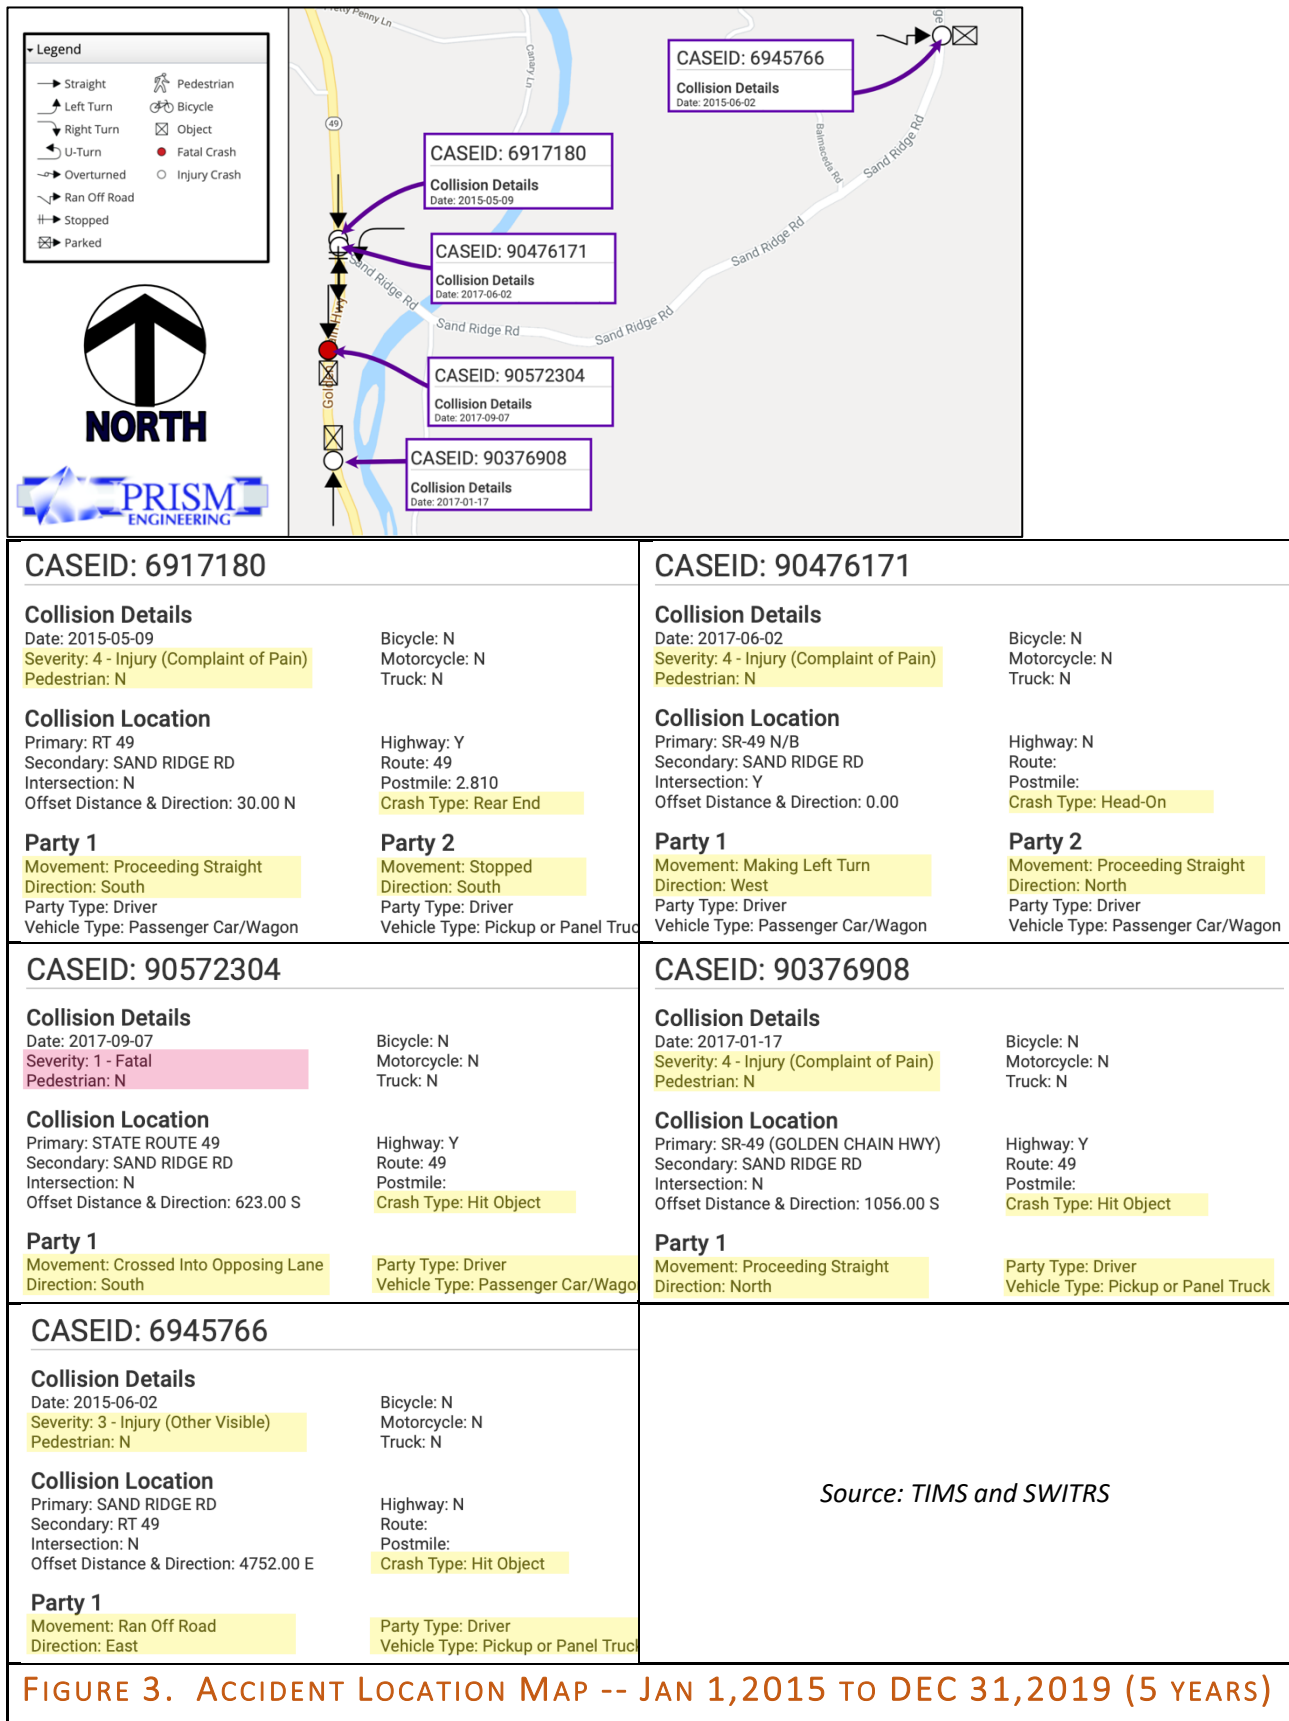 Legend
Straight
Left Turn
Right Turn
U-Turn
Overturned
Ran Off Road
Stopped
Parked
Pedestrian
Bicycle
Object
Fatal Crash
Injury Crash
NORTH
PRISM
ENGINEERING
Penny Ln
Canary Ln
49
CASEID: 6945766
Collision Details
Date: 2015-06-02
Balmaceda Rd
Sand Ridge Rd
CASEID: 6917180
Collision Details
Date: 2015-05-09
CASEID: 90476171
Collision Details
Date: 2017-06-02
Sand Ridge Rd
Sand Ridge Rd
Sand Ridge Rd
Sand Ridge Rd
Hwy
Golden
CASEID: 90572304
Collision Details
Date: 2017-09-07
CASEID: 90376908
Collision Details
Date: 2017-01-17
CASEID: 6917180
Collision Details
Date: 2015-05-09
Severity: 4 - Injury (Complaint of Pain)
Pedestrian: N
Bicycle: N
Motorcycle: N
Truck: N
Collision Location
Primary: RT 49
Secondary: SAND RIDGE RD
Intersection: N
Offset Distance & Direction: 30.00 N
Highway: Y
Route: 49
Postmile: 2.810
Crash Type: Rear End
Party 1
Movement: Proceeding Straight
Direction: South
Party Type: Driver
Vehicle Type: Passenger Car/Wagon
Party 2
Movement: Stopped
Direction: South
Party Type: Driver
Vehicle Type: Pickup or Panel Truc
CASEID: 90476171
Collision Details
Date: 2017-06-02
Severity: 4 - Injury (Complaint of Pain)
Pedestrian: N
Bicycle: N
Motorcycle: N
Truck: N
Collision Location
Primary: SR-49 N/B
Secondary: SAND RIDGE RD
Intersection: Y
Offset Distance & Direction: 0.00
Highway: N
Route:
Postmile:
Crash Type: Head-On
Party 1
Movement: Making Left Turn
Direction: West
Party Type: Driver
Vehicle Type: Passenger Car/Wagon
Party 2
Movement: Proceeding Straight
Direction: North
Party Type: Driver
Vehicle Type: Passenger Car/Wagon
CASEID: 90572304
Collision Details
Date: 2017-09-07
Severity: 1 - Fatal
Pedestrian: N
Bicycle: N
Motorcycle: N
Truck: N
Collision Location
Primary: STATE ROUTE 49
Secondary: SAND RIDGE RD
Intersection: N
Offset Distance & Direction: 623.00 S
Highway: Y
Route: 49
Postmile:
Crash Type: Hit Object
Party 1
Movement: Crossed Into Opposing Lane
Direction: South
Party Type: Driver
Vehicle Type: Passenger Car/Wago
CASEID: 90376908
Collision Details
Date: 2017-01-17
Severity: 4 - Injury (Complaint of Pain)
Pedestrian: N
Bicycle: N
Motorcycle: N
Truck: N
Collision Location
Primary: SR-49 (GOLDEN CHAIN HWY)
Secondary: SAND RIDGE RD
Intersection: N
Offset Distance & Direction: 1056.00 S
Highway: Y
Route: 49
Postmile:
Crash Type: Hit Object
Party 1
Movement: Proceeding Straight
Direction: North
Party Type: Driver
Vehicle Type: Pickup or Panel Truck
CASEID: 6945766
Collision Details
Date: 2015-06-02
Severity: 3 - Injury (Other Visible)
Pedestrian: N
Bicycle: N
Motorcycle: N
Truck: N
Collision Location
Primary: SAND RIDGE RD
Secondary: RT 49
Intersection: N
Offset Distance & Direction: 4752.00 E
Highway: N
Route:
Postmile:
Crash Type: Hit Object
Party 1
Movement: Ran Off Road
Direction: East
Party Type: Driver
Vehicle Type: Pickup or Panel Truck
Source: TIMS and SWITRS
FIGURE 3. ACCIDENT LOCATION MAP -- JAN 1,2015 TO DEC 31,2019 (5 YEARS)